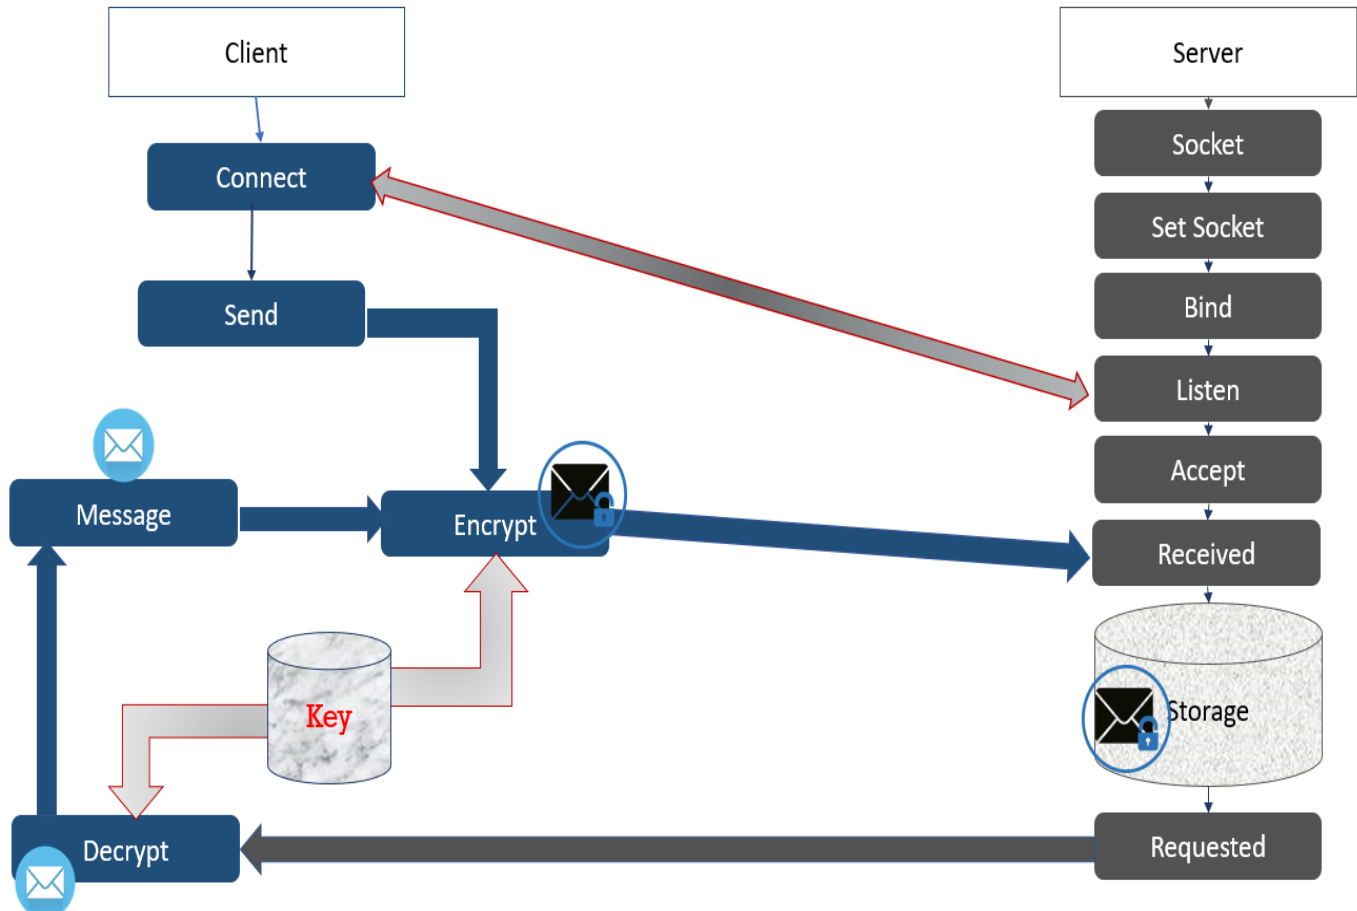 Client
Server
Connect
Socket
Set Socket
Send
Bind
Listen
Accept
Message
Encrypt
Received
Key
Storage
Decrypt
Requested